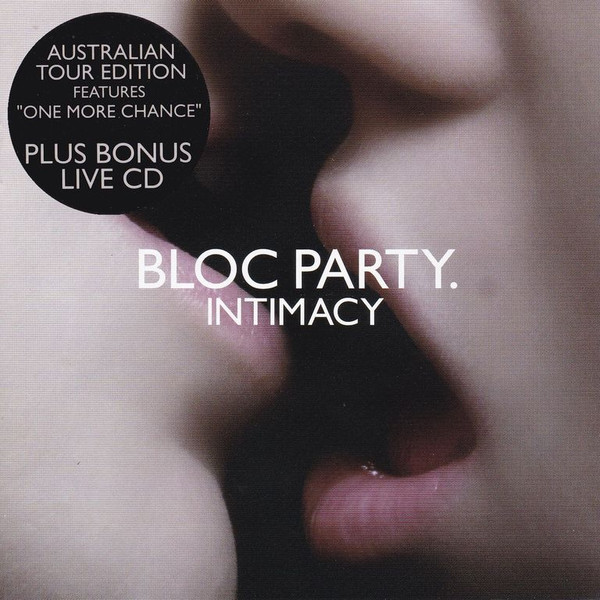 AUSTRALIAN
TOUR EDITION
FEATURES
"ONE MORE CHANCE"
PLUS BONUS
LIVE CD
BLOC PARTY.
INTIMACY